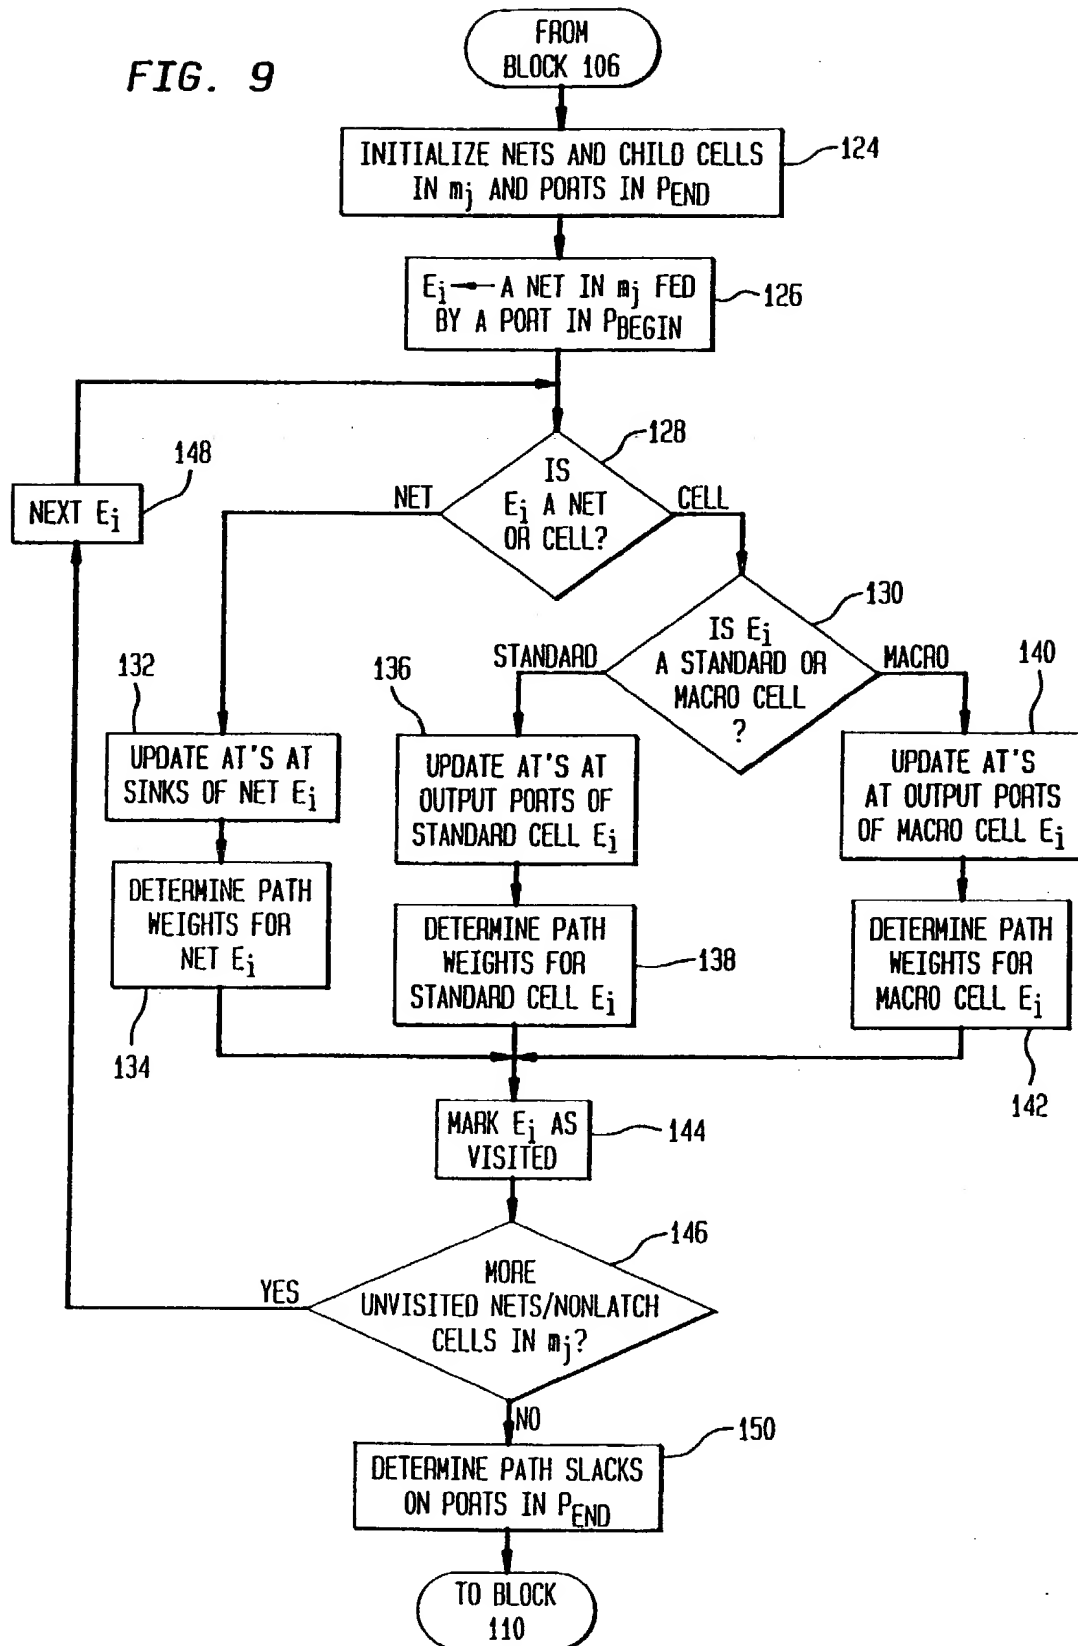 FROM
BLOCK 106
FIG. 9
INITIALIZE NETS AND CHILD CELLS
IN mj AND PORTS IN PEND
124
Ei ← A NET IN mj FED
BY A PORT IN PBEGIN
126
128
IS
Ei A NET
OR CELL?
NET
CELL
148
NEXT Ei
130
IS Ei
A STANDARD OR
MACRO CELL
?
STANDARD
MACRO
132
136
140
UPDATE AT'S AT
SINKS OF NET Ei
UPDATE AT'S AT
OUTPUT PORTS OF
STANDARD CELL Ei
UPDATE AT'S
AT OUTPUT PORTS
OF MACRO CELL Ei
DETERMINE PATH
WEIGHTS FOR
NET Ei
134
DETERMINE PATH
WEIGHTS FOR
STANDARD CELL Ei
138
DETERMINE PATH
WEIGHTS FOR
MACRO CELL Ei
142
MARK Ei AS
VISITED
144
146
MORE
UNVISITED NETS/NONLATCH
CELLS IN mj?
YES
NO
150
DETERMINE PATH SLACKS
ON PORTS IN PEND
TO BLOCK
110